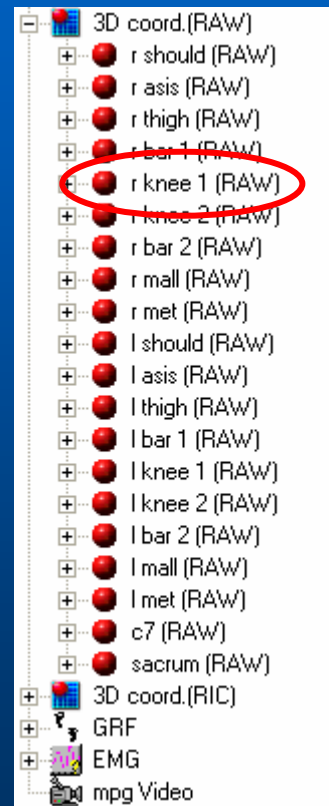 3D coord.(RAW)
r should (RAW)
r asis (RAW)
r thigh (RAW)
r bar 1 (RAW)
r knee 1 (RAW)
r knee 2 (RAW)
r bar 2 (RAW)
r mall (RAW)
r met (RAW)
l should (RAW)
l asis (RAW)
l thigh (RAW)
l bar 1 (RAW)
l knee 1 (RAW)
l knee 2 (RAW)
l bar 2 (RAW)
l mall (RAW)
l met (RAW)
c7 (RAW)
sacrum (RAW)
3D coord.(RIC)
GRF
EMG
mpg Video